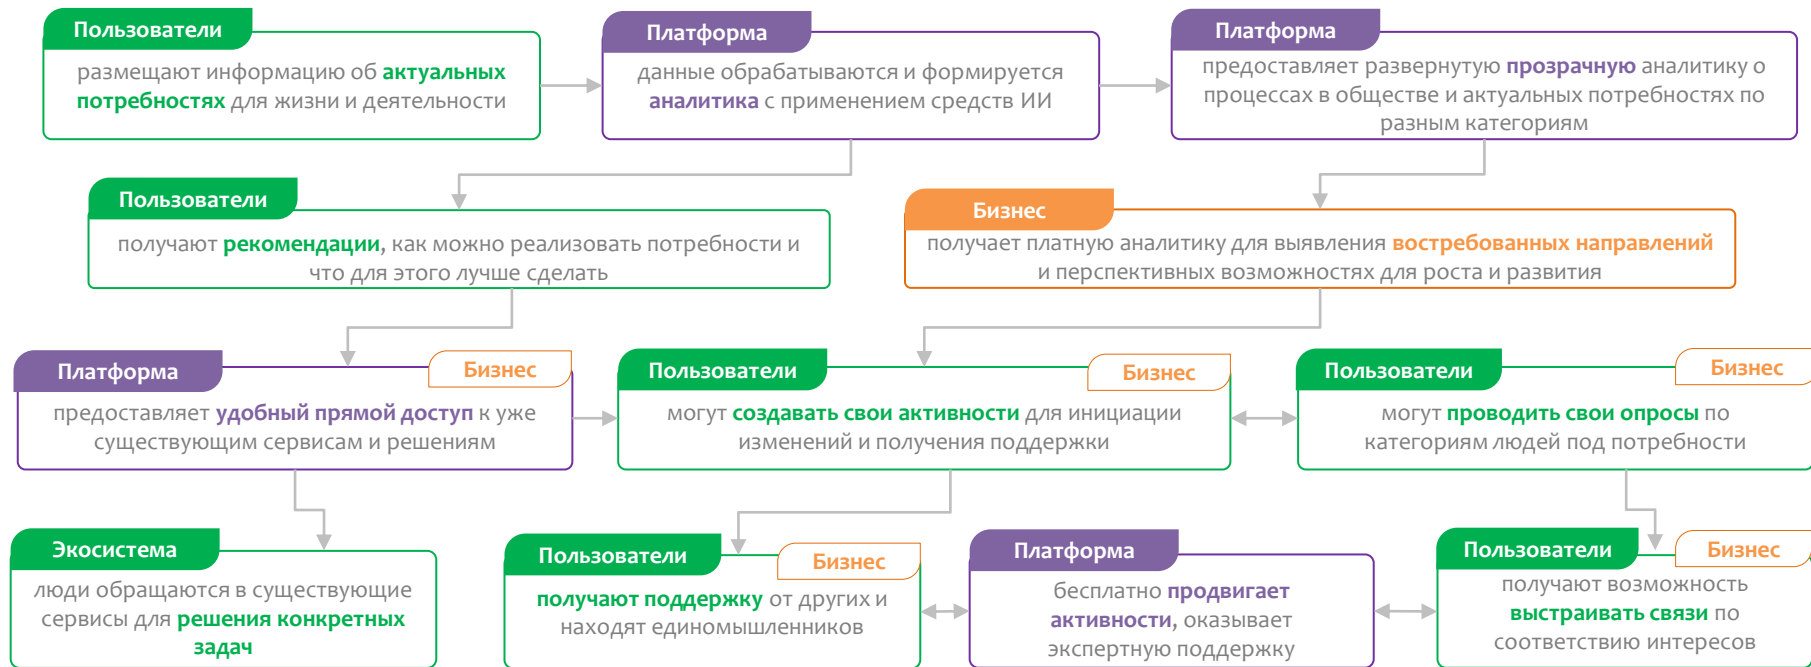 Пользователи
размещают информацию об актуальных
потребностях для жизни и деятельности
Платформа
данные обрабатываются и формируется
аналитика с применением средств ИИ
Платформа
предоставляет развернутую прозрачную аналитику о
процессах в обществе и актуальных потребностях по
разным категориям
Пользователи
получают рекомендации, как можно реализовать потребности и
что для этого лучше сделать
Бизнес
получает платную аналитику для выявления востребованных направлений
и перспективных возможностях для роста и развития
Платформа
Бизнес
предоставляет удобный прямой доступ к уже
существующим сервисам и решениям
Пользователи
Бизнес
могут создавать свои активности для инициации
изменений и получения поддержки
Пользователи
Бизнес
могут проводить свои опросы по
категориям людей под потребности
Экосистема
люди обращаются в существующие
сервисы для решения конкретных
задач
Пользователи
Бизнес
получают поддержку от других и
находят единомышленников
Платформа
бесплатно продвигает
активности, оказывает
экспертную поддержку
Пользователи
Бизнес
получают возможность
выстраивать связи по
соответствию интересов